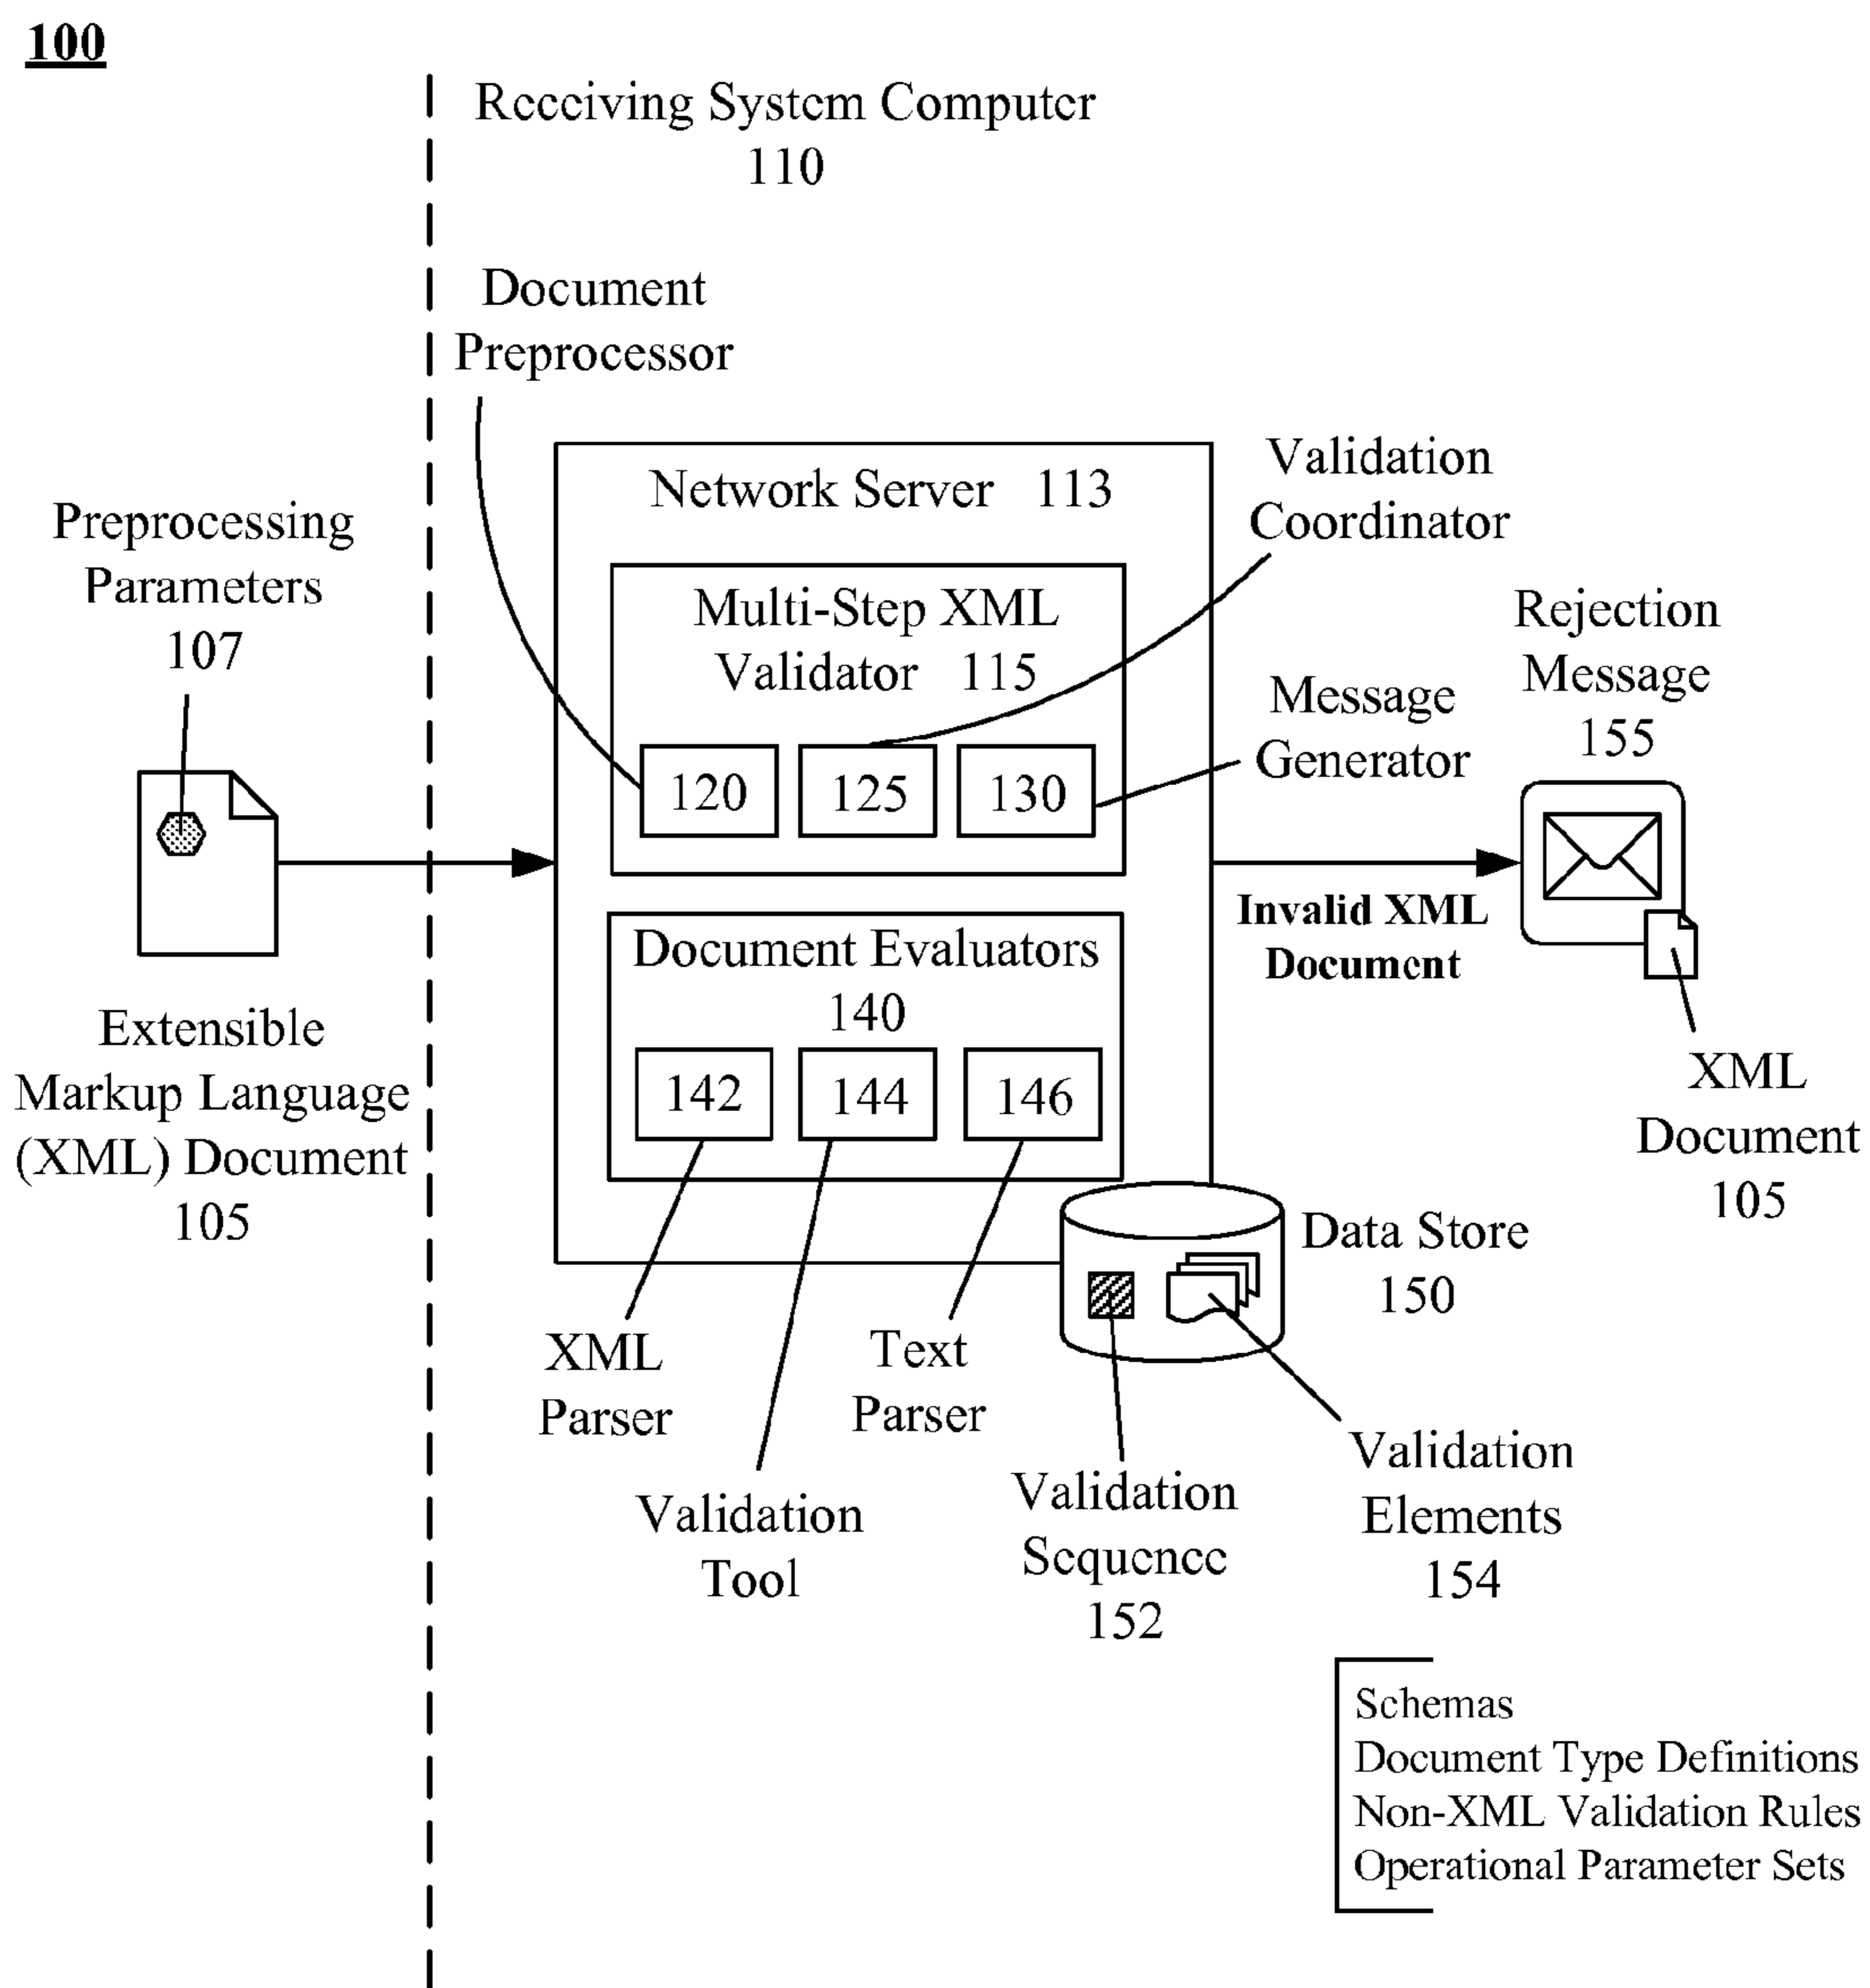 100
Receiving System Computer
110
Document
Preprocessor
Preprocessing
Parameters
107
Extensible
Markup Language
(XML) Document
105
Network Server 113
Multi-Step XML
Validator 115
120
125
130
Validation
Coordinator
Message
Generator
Document Evaluators
140
142
144
146
XML
Parser
Validation
Tool
Text
Parser
Invalid XML
Document
Rejection
Message
155
XML
Document
105
Data Store
150
Validation
Sequence
152
Validation
Elements
154
Schemas
Document Type Definitions
Non-XML Validation Rules
Operational Parameter Sets